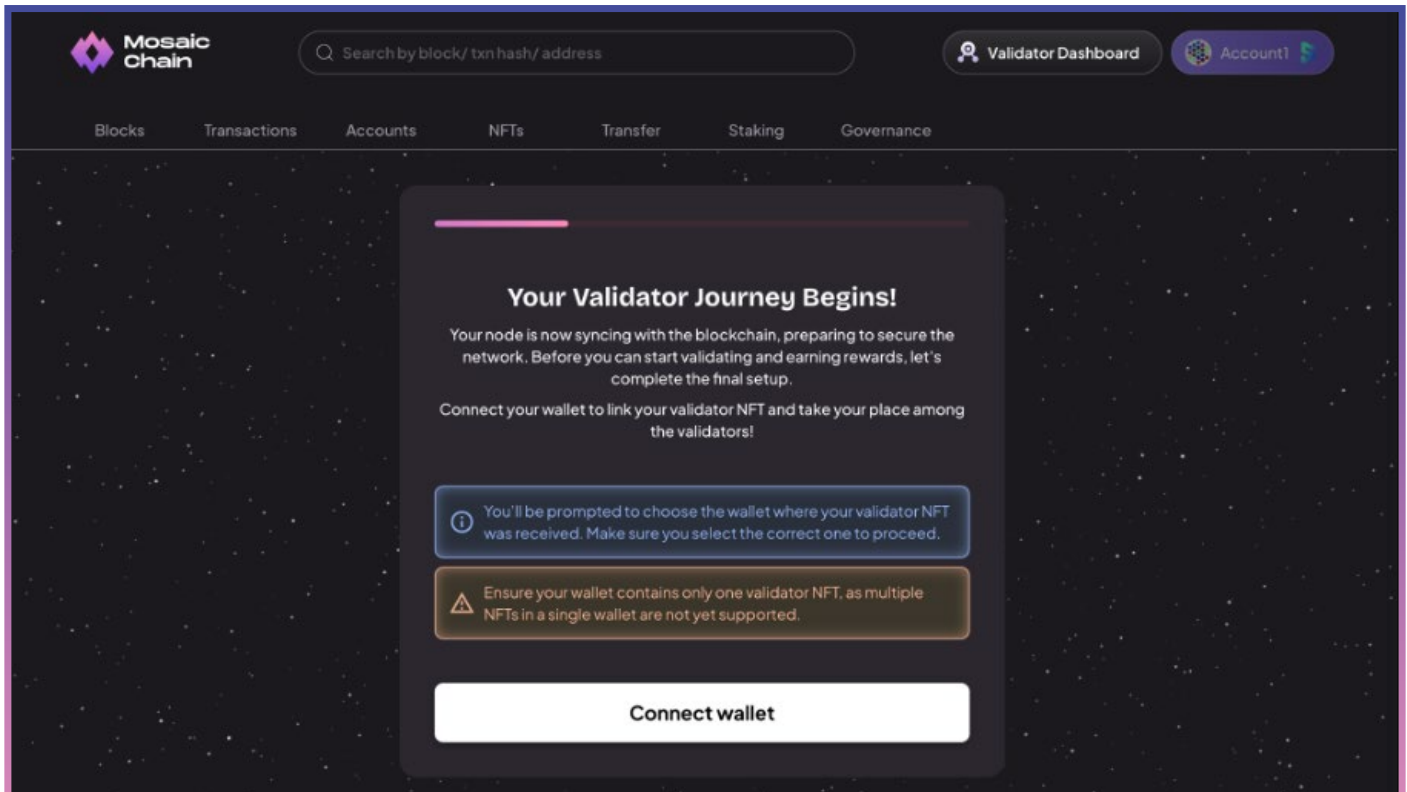 Mosaic
Chain
Search by block/ txn hash/ address
Validator Dashboard
Account1
Blocks
Transactions
Accounts
NFTs
Transfer
Staking
Governance
Your Validator Journey Begins!
Your node is now syncing with the blockchain, preparing to secure the
network. Before you can start validating and earning rewards, let's
complete the final setup.
Connect your wallet to link your validator NFT and take your place among
the validators!
You'll be prompted to choose the wallet where your validator NFT
was received. Make sure you select the correct one to proceed.
Ensure your wallet contains only one validator NFT, as multiple
NFTs in a single wallet are not yet supported.
Connect wallet